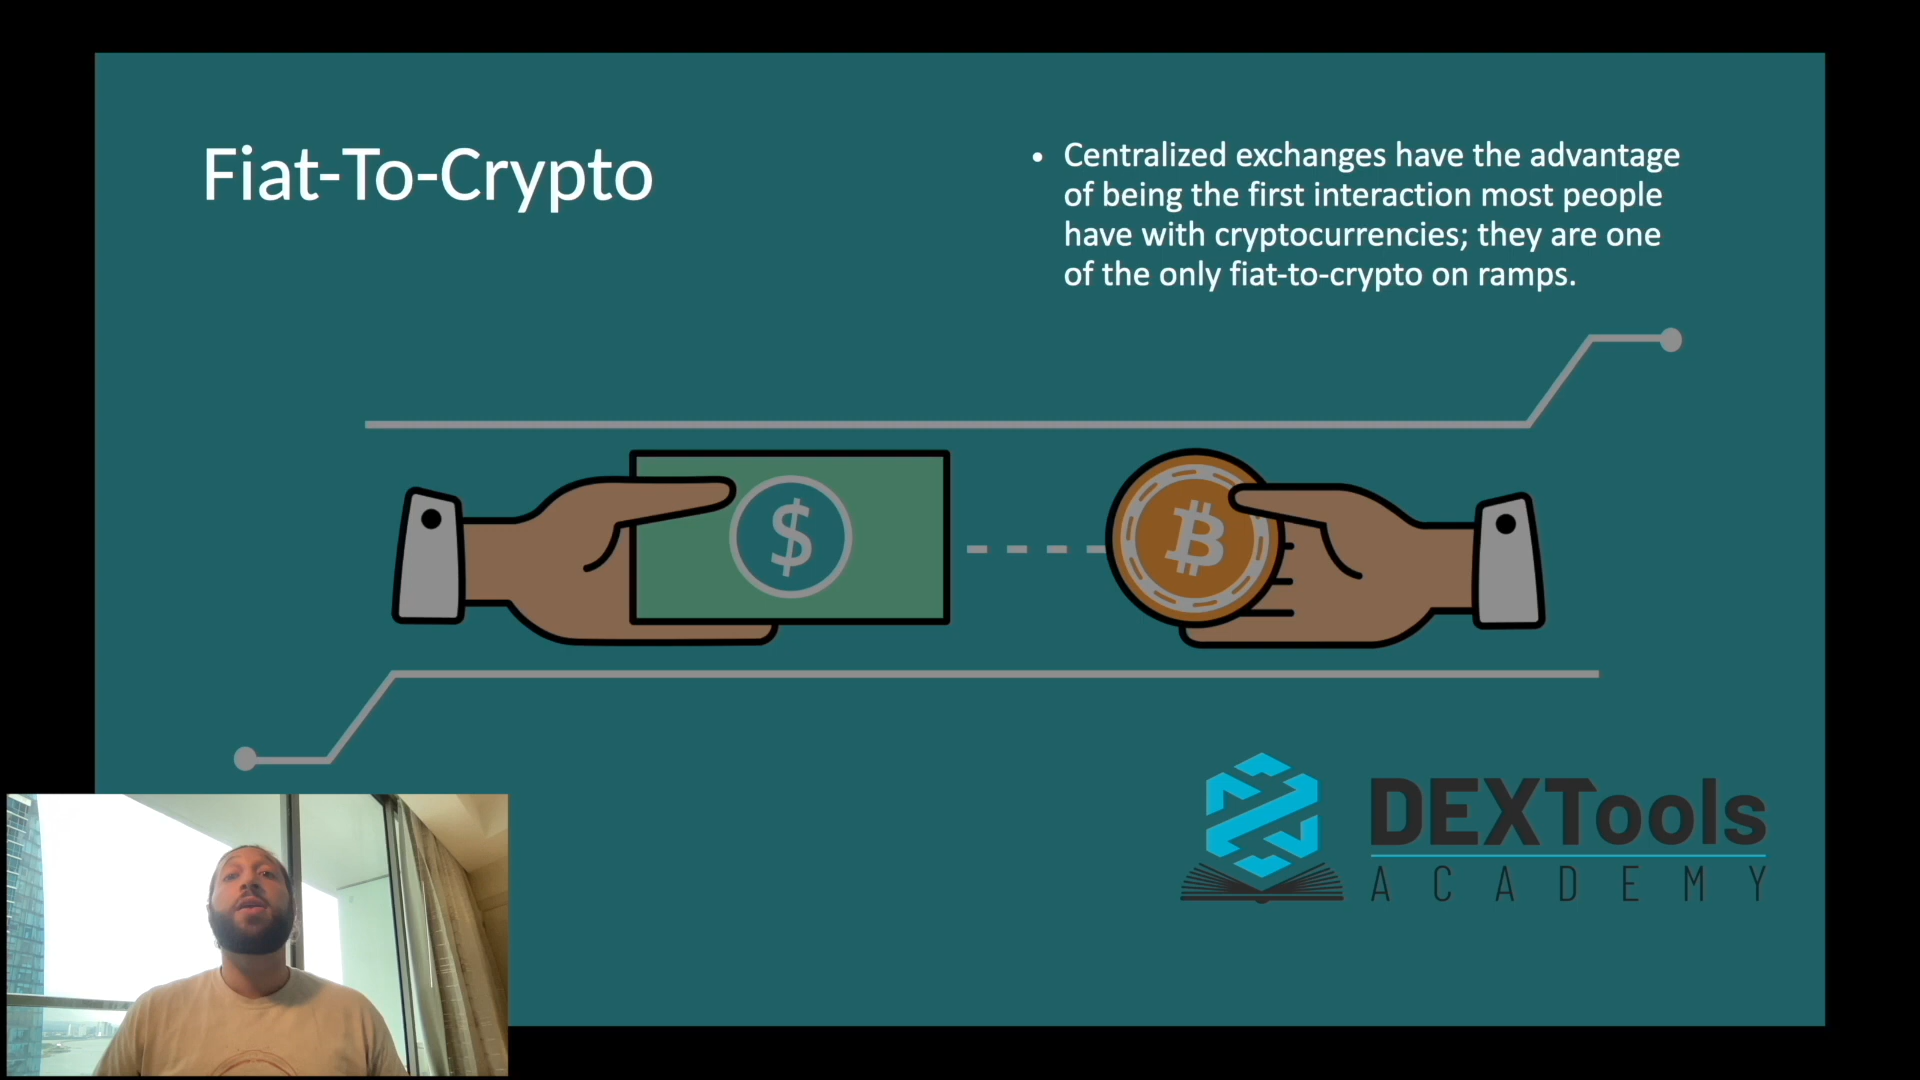 Fiat-To-Crypto
• Centralized exchanges have the advantage
of being the first interaction most people
have with cryptocurrencies; they are one
of the only fiat-to-crypto on ramps.
$
₿
DEXTools
ACADEMY